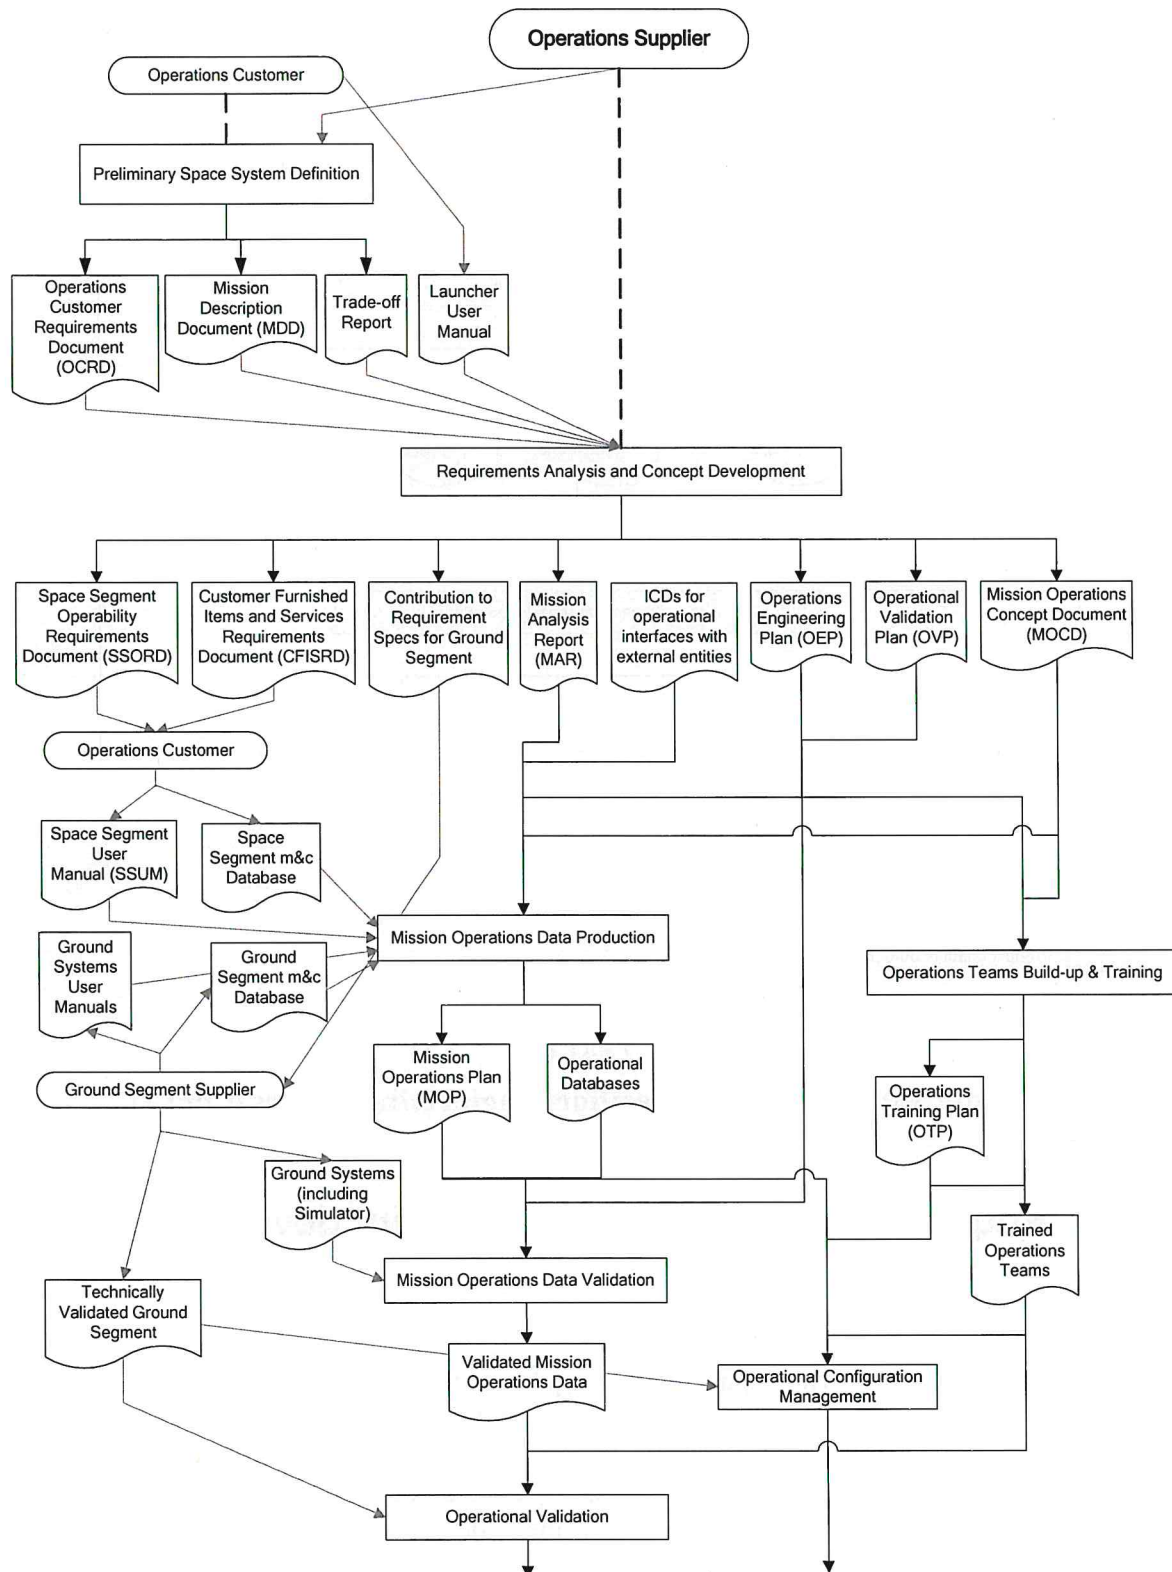 Operations Supplier
Operations Customer
Preliminary Space System Definition
Operations
Customer
Requirements
Document
(OCRD)
Mission
Description
Document (MDD)
Trade-off
Report
Launcher
User
Manual
Requirements Analysis and Concept Development
Space Segment
Operability
Requirements
Document (SSORD)
Customer Furnished
Items and Services
Requirements
Document (CFISRD)
Contribution to
Requirement
Specs for Ground
Segment
Mission
Analysis
Report
(MAR)
ICDs for
operational
interfaces with
external entities
Operations
Engineering
Plan (OEP)
Operational
Validation
Plan (OVP)
Mission Operations
Concept Document
(MOCD)
Operations Customer
Space Segment
User
Manual (SSUM)
Space
Segment m&c
Database
Mission Operations Data Production
Ground
Systems
User
Manuals
Ground
Segment m&c
Database
Operations Teams Build-up & Training
Ground Segment Supplier
Mission
Operations Plan
(MOP)
Operational
Databases
Operations
Training Plan
(OTP)
Ground Systems
(including
Simulator)
Trained
Operations
Teams
Mission Operations Data Validation
Technically
Validated Ground
Segment
Validated Mission
Operations Data
Operational Configuration
Management
Operational Validation